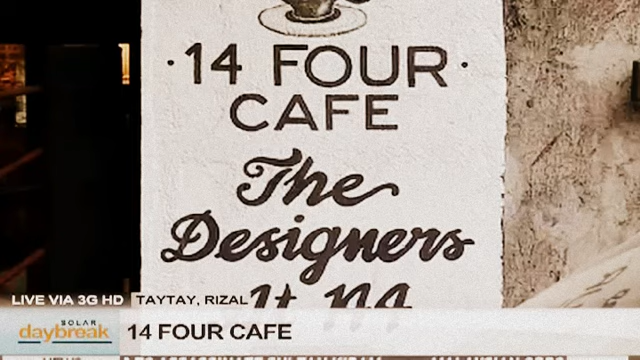 ·14 FOUR·
CAFE
The
Designers
LIVE VIA 3G HD
TAYTAY, RIZAL
SOLAR
daybreak
14 FOUR CAFE